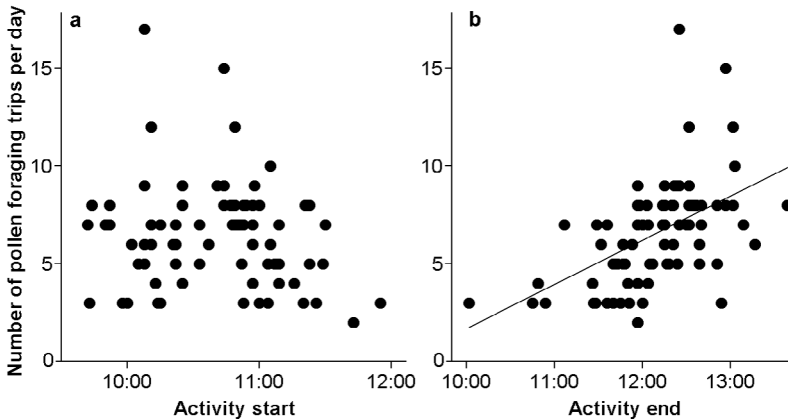 Number of pollen foraging trips per day
a
15
10
5
0
10:00 11:00 12:00
Activity start
b
15
10
5
0
10:00 11:00 12:00 13:00
Activity end